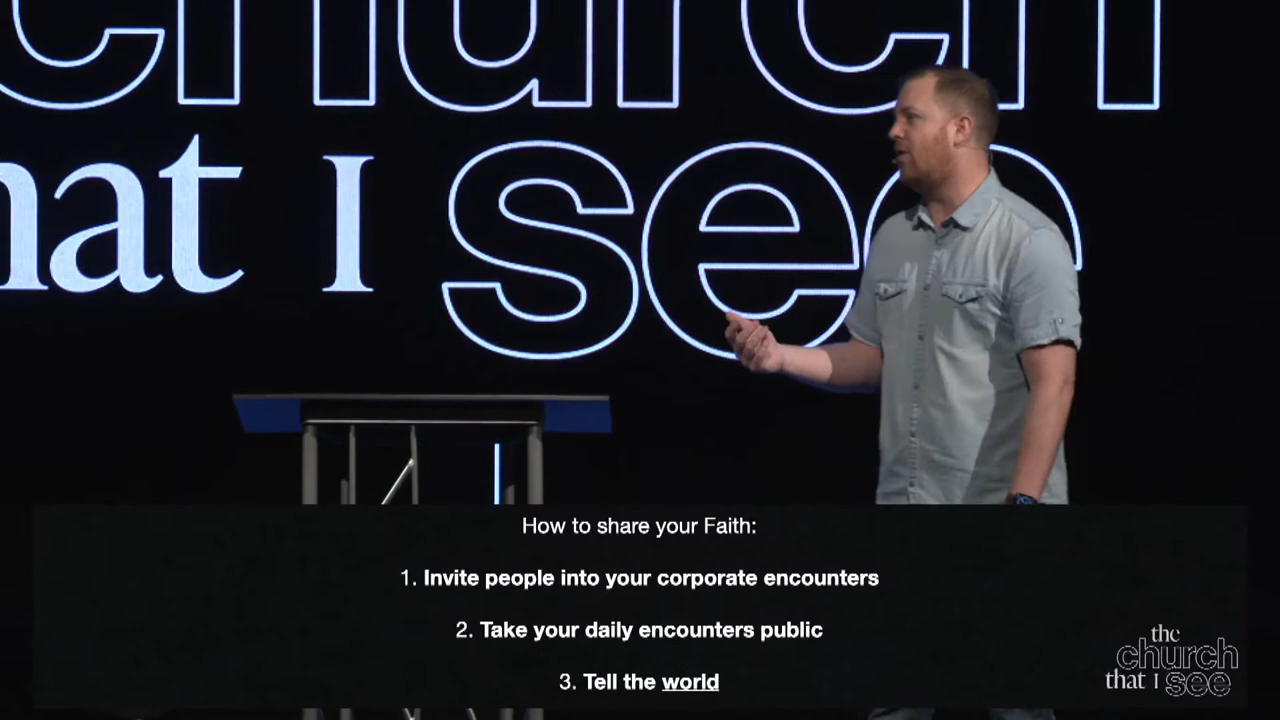 church
hat I see
How to share your Faith:
1. Invite people into your corporate encounters
2. Take your daily encounters public
3. Tell the world
the
church
that I see